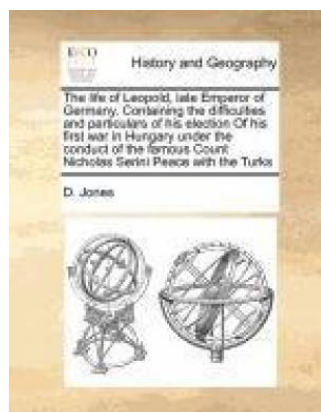 ECCO
History and Geography
The life of Leopold, late Emperor of
Germany. Containing the difficulties
and particulars of his election Of his
first war in Hungary under the
conduct of the famous Count
Nicholas Serini Peace with the Turks
D. Jones